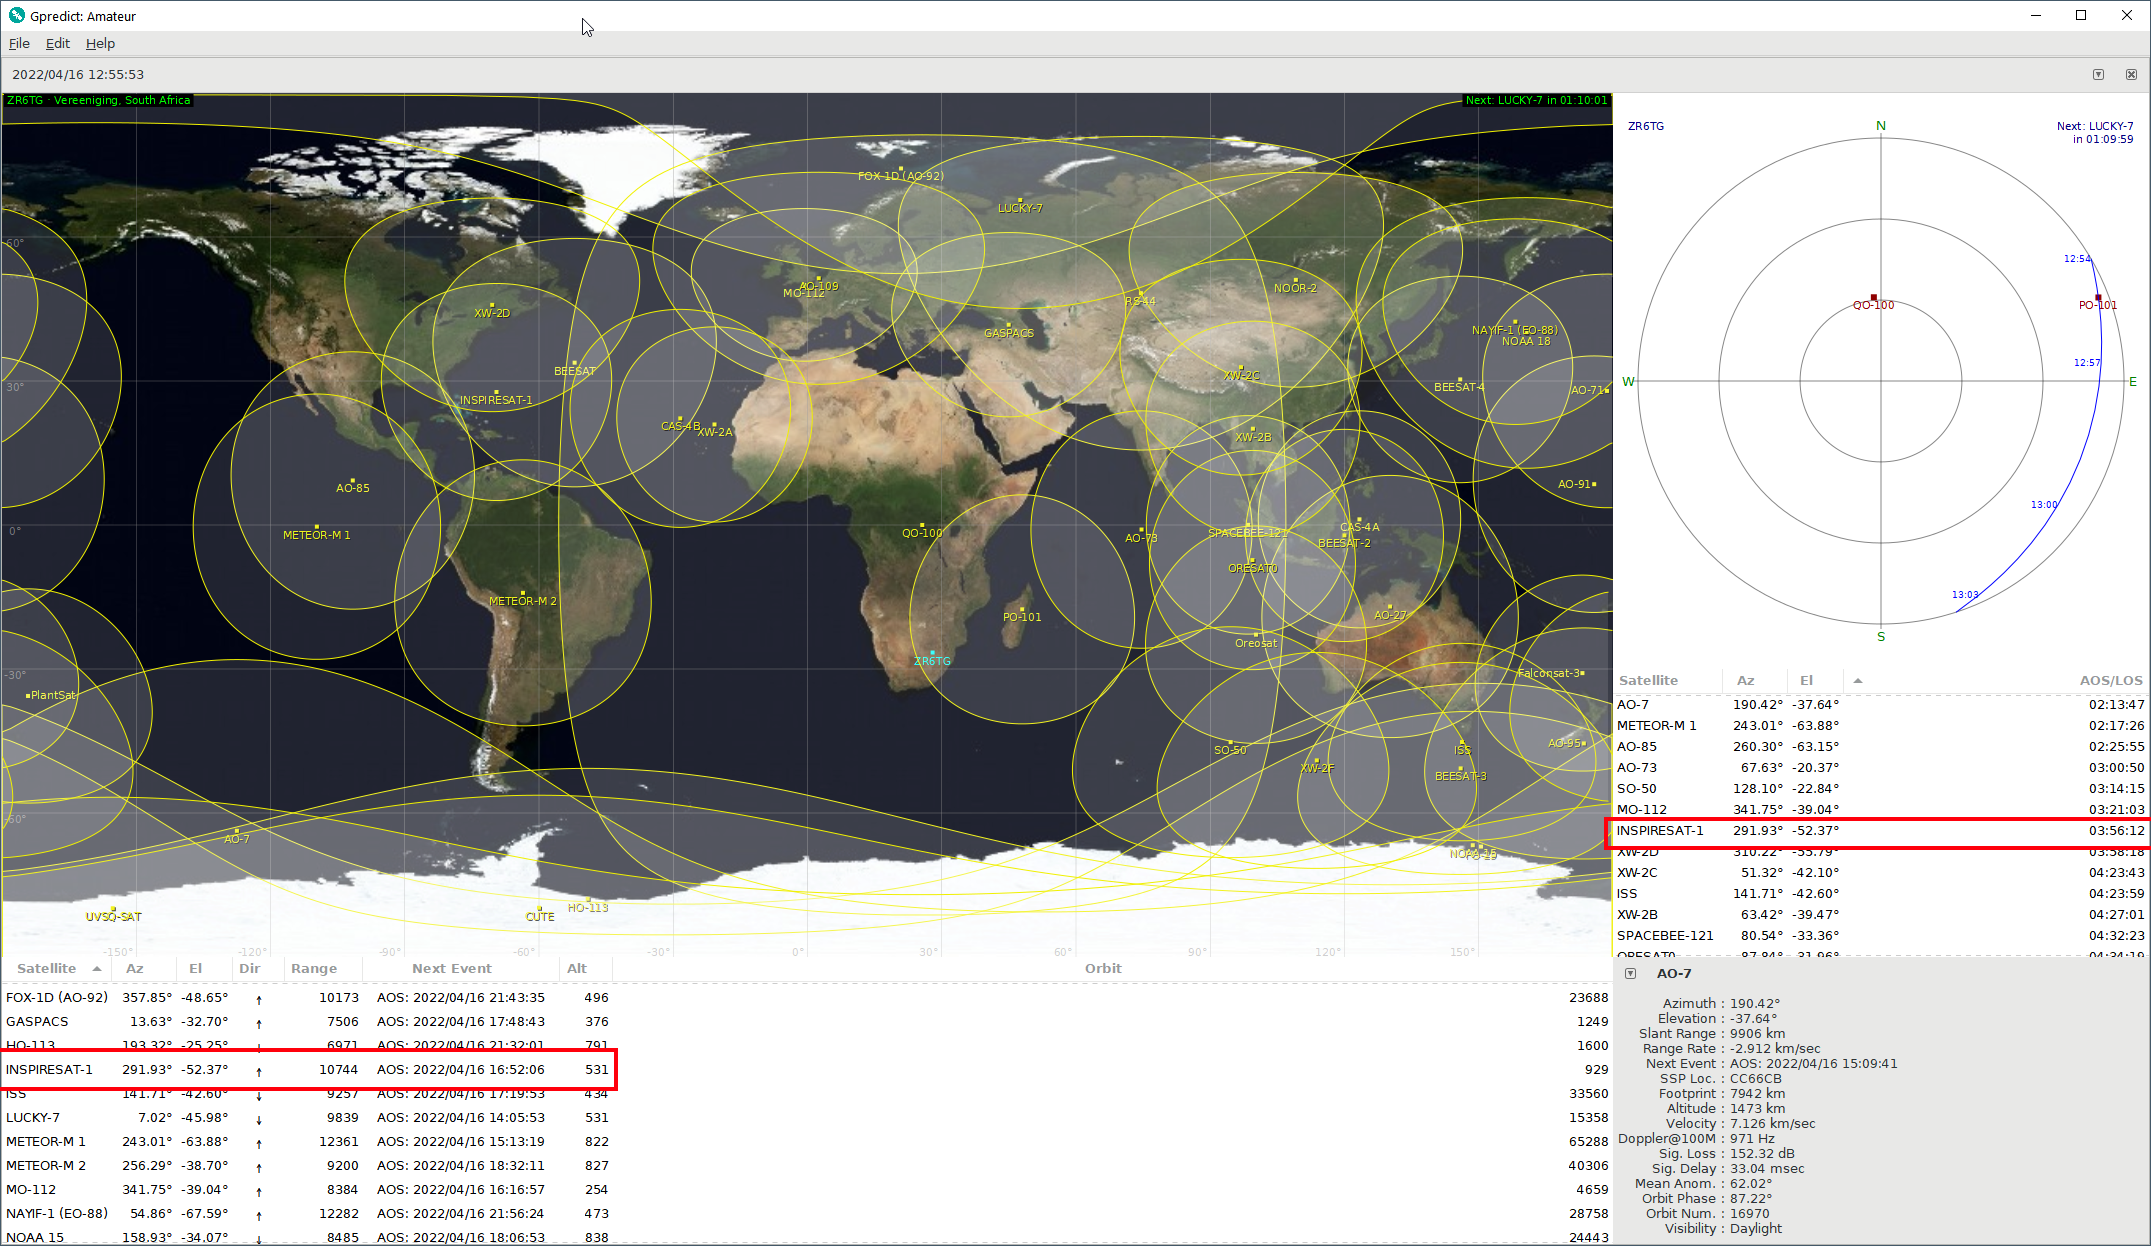 Gpredict: Amateur
File Edit Help
2022/04/16 12:55:53
ZR6TG · Vereeniging, South Africa
Next: LUCKY-7 in 01:10:01
FOX-1D (AO-92)
LUCKY-7
60°
AO-109
MO-112
NOOR-2
RS-44
XW-2D
GASPACS
NAYIF-1 (EO-88)
NOAA 18
BEESAT
XW-2C
30°
BEESAT-4
AO-71
INSPIRESAT-1
CAS-4B
XW-2A
XW-2B
AO-85
AO-91
0°
METEOR-M 1
QO-100
AO-73
SPACEBEE-121
CAS-4A
BEESAT-2
ORESAT0
METEOR-M 2
PO-101
AO-27
Oreosat
ZR6TG
-30°
Falconsat-3
PlantSat
SO-50
ISS
AO-95
XW-2F
BEESAT-3
-60°
AO-7
NOAA 15
UVSQ-SAT
CUTE
HO-113
-150° -120° -90° -60° -30° 0° 30° 60° 90° 120° 150°
ZR6TG
N
Next: LUCKY-7
in 01:09:59
12:54
QO-100
PO-101
12:57
W
E
13:00
13:03
S
Satellite Az El AOS/LOS
AO-7 190.42° -37.64° 02:13:47
METEOR-M 1 243.01° -63.88° 02:17:26
AO-85 260.30° -63.15° 02:25:55
AO-73 67.63° -20.37° 03:00:50
SO-50 128.10° -22.84° 03:14:15
MO-112 341.75° -39.04° 03:21:03
INSPIRESAT-1 291.93° -52.37° 03:56:12
XW-2D 310.22° -55.79° 03:58:18
XW-2C 51.32° -42.10° 04:23:43
ISS 141.71° -42.60° 04:23:59
XW-2B 63.42° -39.47° 04:27:01
SPACEBEE-121 80.54° -33.36° 04:32:23
ORESAT0 87.84° -31.96° 04:34:19
Satellite Az El Dir Range Next Event Alt Orbit
FOX-1D (AO-92) 357.85° -48.65° ↑ 10173 AOS: 2022/04/16 21:43:35 496 23688
GASPACS 13.63° -32.70° ↑ 7506 AOS: 2022/04/16 17:48:43 376 1249
HO-113 193.32° -25.25° ↓ 6971 AOS: 2022/04/16 21:32:01 791 1600
INSPIRESAT-1 291.93° -52.37° ↑ 10744 AOS: 2022/04/16 16:52:06 531 929
ISS 141.71° -42.60° ↓ 9257 AOS: 2022/04/16 17:19:53 434 33560
LUCKY-7 7.02° -45.98° ↓ 9839 AOS: 2022/04/16 14:05:53 531 15358
METEOR-M 1 243.01° -63.88° ↑ 12361 AOS: 2022/04/16 15:13:19 822 65288
METEOR-M 2 256.29° -38.70° ↑ 9200 AOS: 2022/04/16 18:32:11 827 40306
MO-112 341.75° -39.04° ↑ 8384 AOS: 2022/04/16 16:16:57 254 4659
NAYIF-1 (EO-88) 54.86° -67.59° ↑ 12282 AOS: 2022/04/16 21:56:24 473 28758
NOAA 15 158.93° -34.07° ↓ 8485 AOS: 2022/04/16 18:06:53 838 24443
AO-7
Azimuth : 190.42°
Elevation : -37.64°
Slant Range : 9906 km
Range Rate : -2.912 km/sec
Next Event : AOS: 2022/04/16 15:09:41
SSP Loc. : CC66CB
Footprint : 7942 km
Altitude : 1473 km
Velocity : 7.126 km/sec
Doppler@100M : 971 Hz
Sig. Loss : 152.32 dB
Sig. Delay : 33.04 msec
Mean Anom. : 62.02°
Orbit Phase : 87.22°
Orbit Num. : 16970
Visibility : Daylight